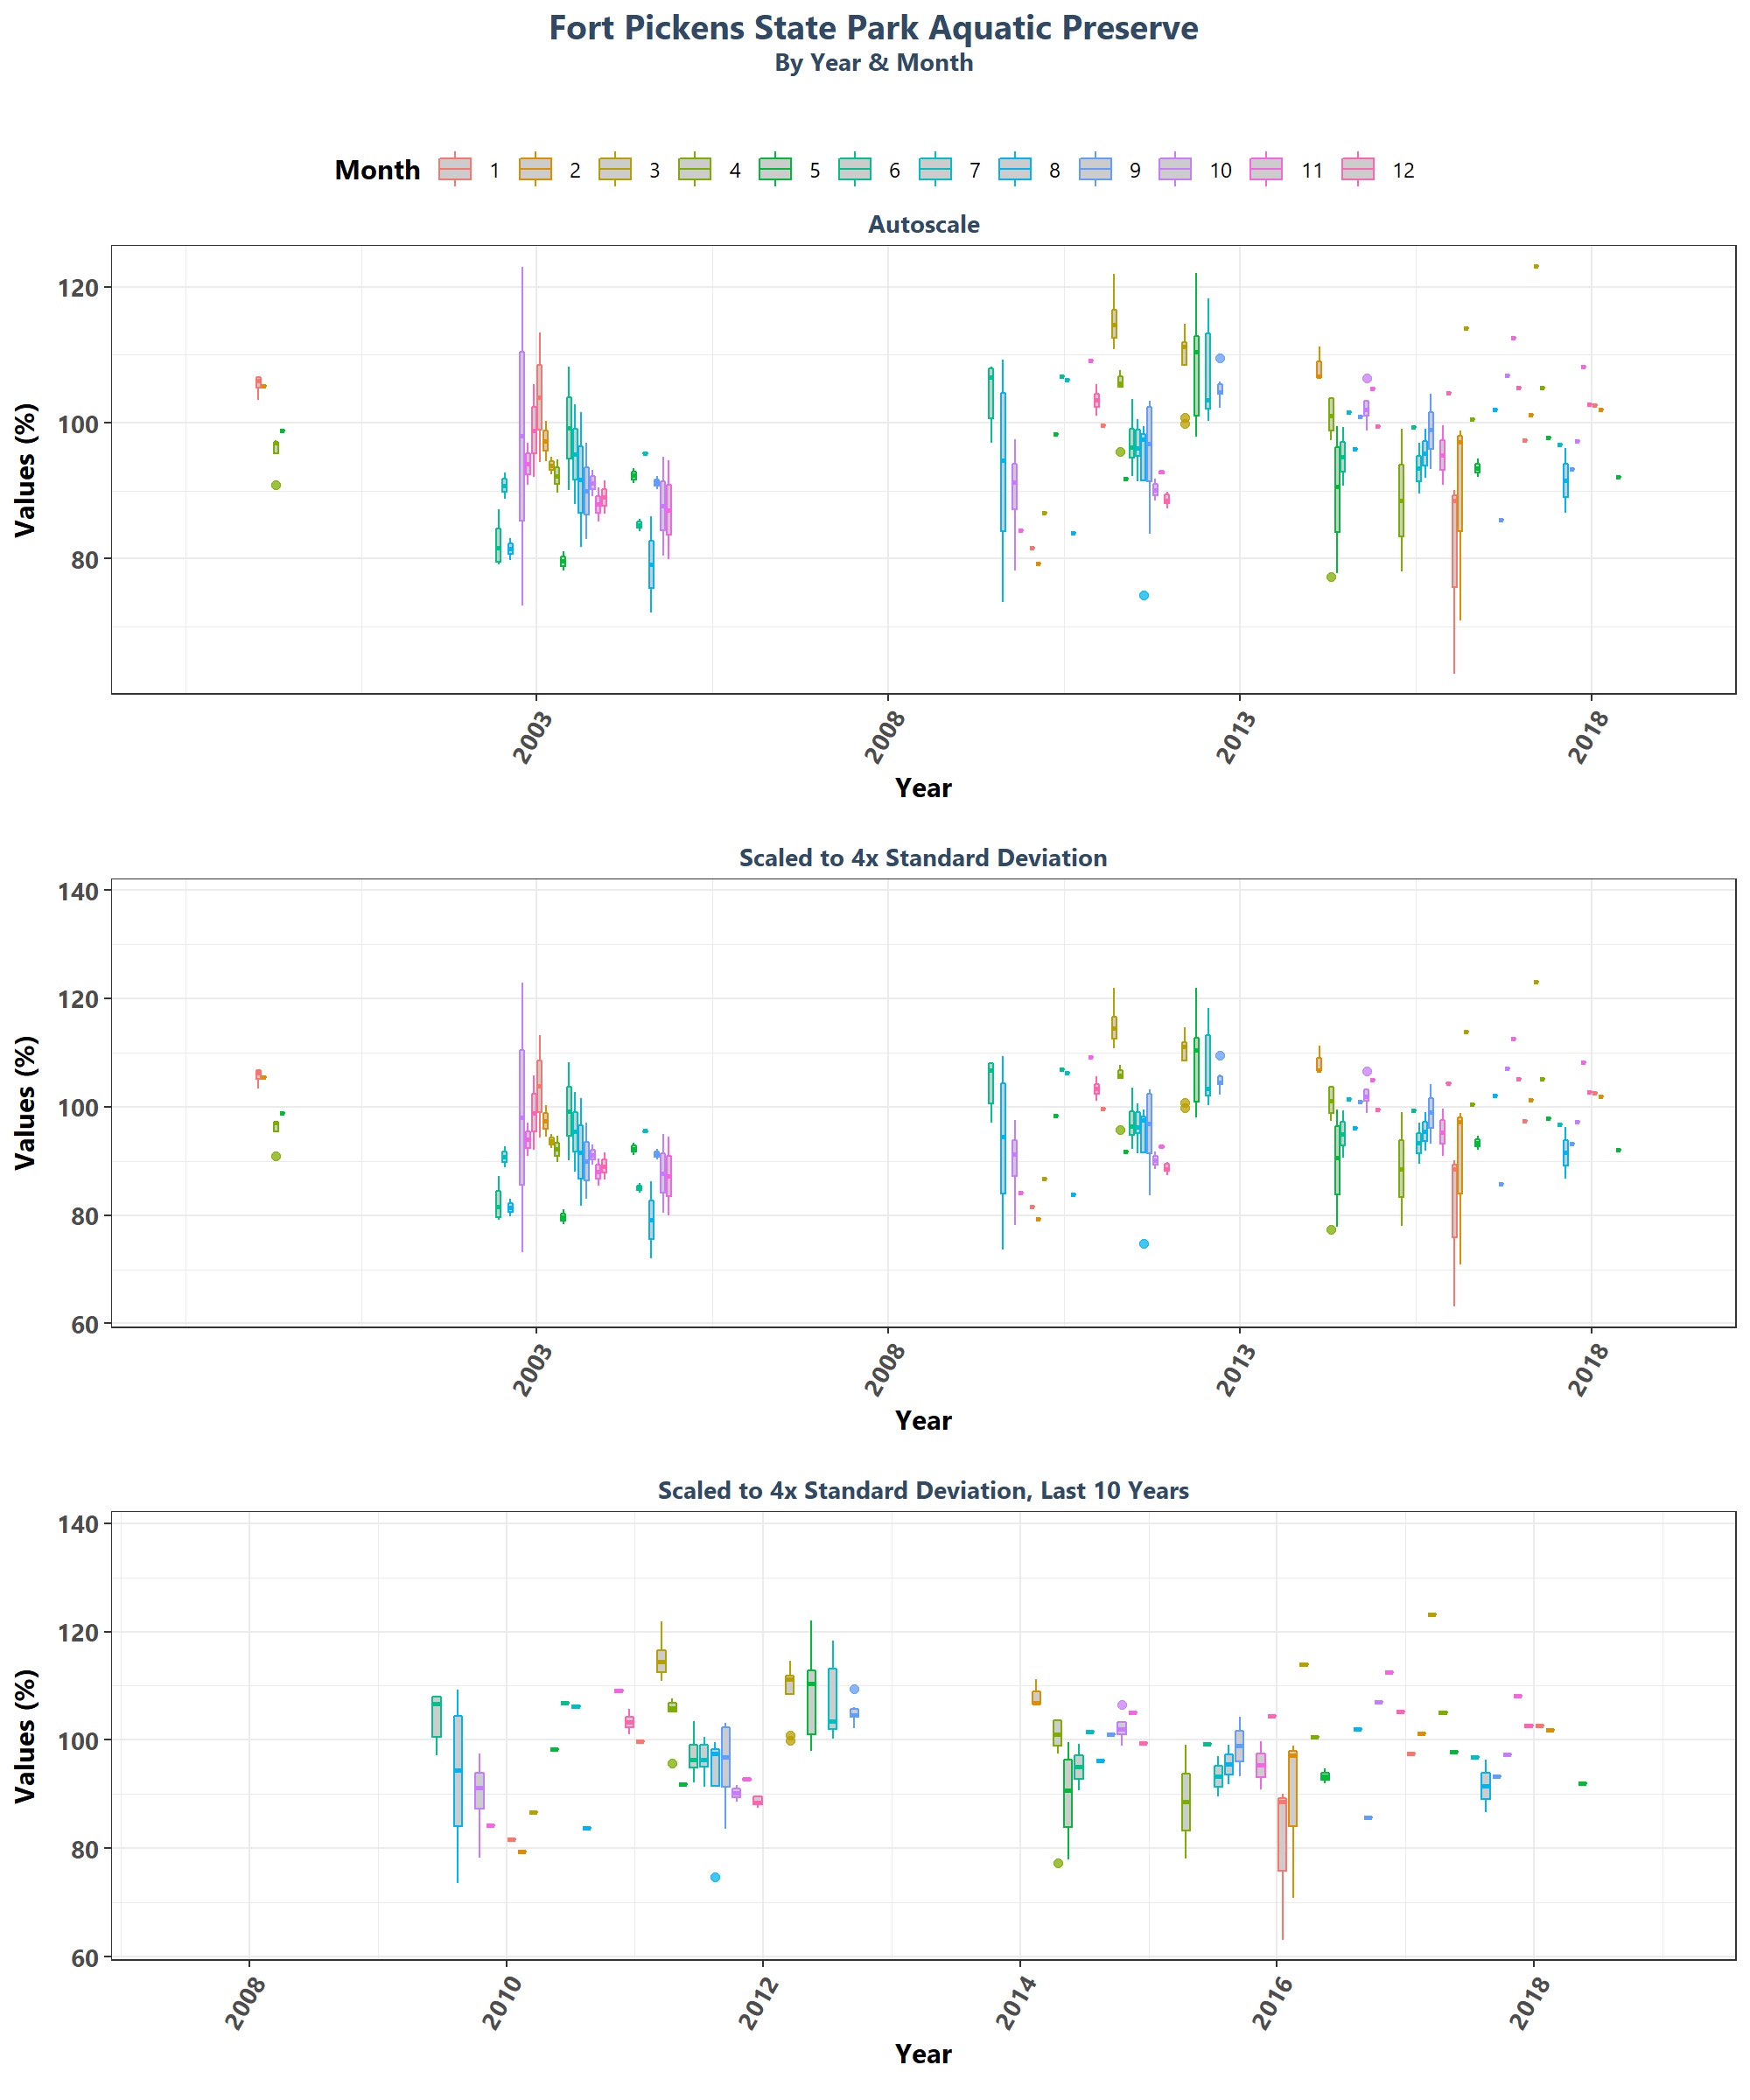 Fort Pickens State Park Aquatic Preserve
By Year & Month
Month 1 2 3 4 5 6 7 8 9 10 11 12
Autoscale
Values (%)
120
100
80
2003 2008 2013 2018
Year
Scaled to 4x Standard Deviation
Values (%)
140
120
100
80
60
2003 2008 2013 2018
Year
Scaled to 4x Standard Deviation, Last 10 Years
Values (%)
140
120
100
80
60
2008 2010 2012 2014 2016 2018
Year